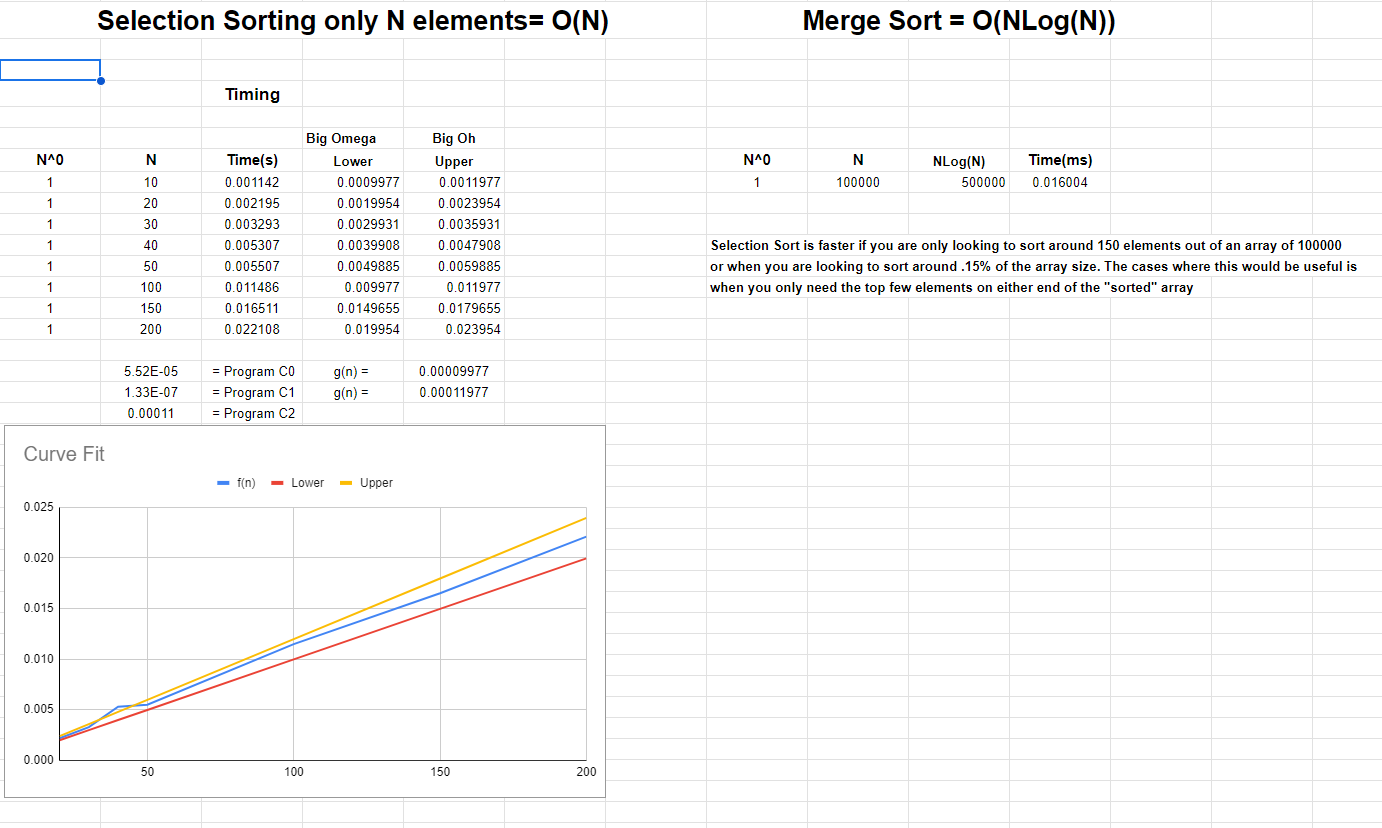 Selection Sorting only N elements= O(N) Merge Sort = O(NLog(N))
Timing
Big Omega Big Oh
N^0 N Time(s) Lower Upper N^0 N NLog(N) Time(ms)
1 10 0.001142 0.0009977 0.0011977 1 100000 500000 0.016004
1 20 0.002195 0.0019954 0.0023954
1 30 0.003293 0.0029931 0.0035931
1 40 0.005307 0.0039908 0.0047908 Selection Sort is faster if you are only looking to sort around 150 elements out of an array of 100000
1 50 0.005507 0.0049885 0.0059885 or when you are looking to sort around .15% of the array size. The cases where this would be useful is
1 100 0.011486 0.009977 0.011977 when you only need the top few elements on either end of the "sorted" array
1 150 0.016511 0.0149655 0.0179655
1 200 0.022108 0.019954 0.023954
5.52E-05 = Program C0 g(n) = 0.00009977
1.33E-07 = Program C1 g(n) = 0.00011977
0.00011 = Program C2
Curve Fit
f(n) Lower Upper
0.025
0.020
0.015
0.010
0.005
0.000
50 100 150 200